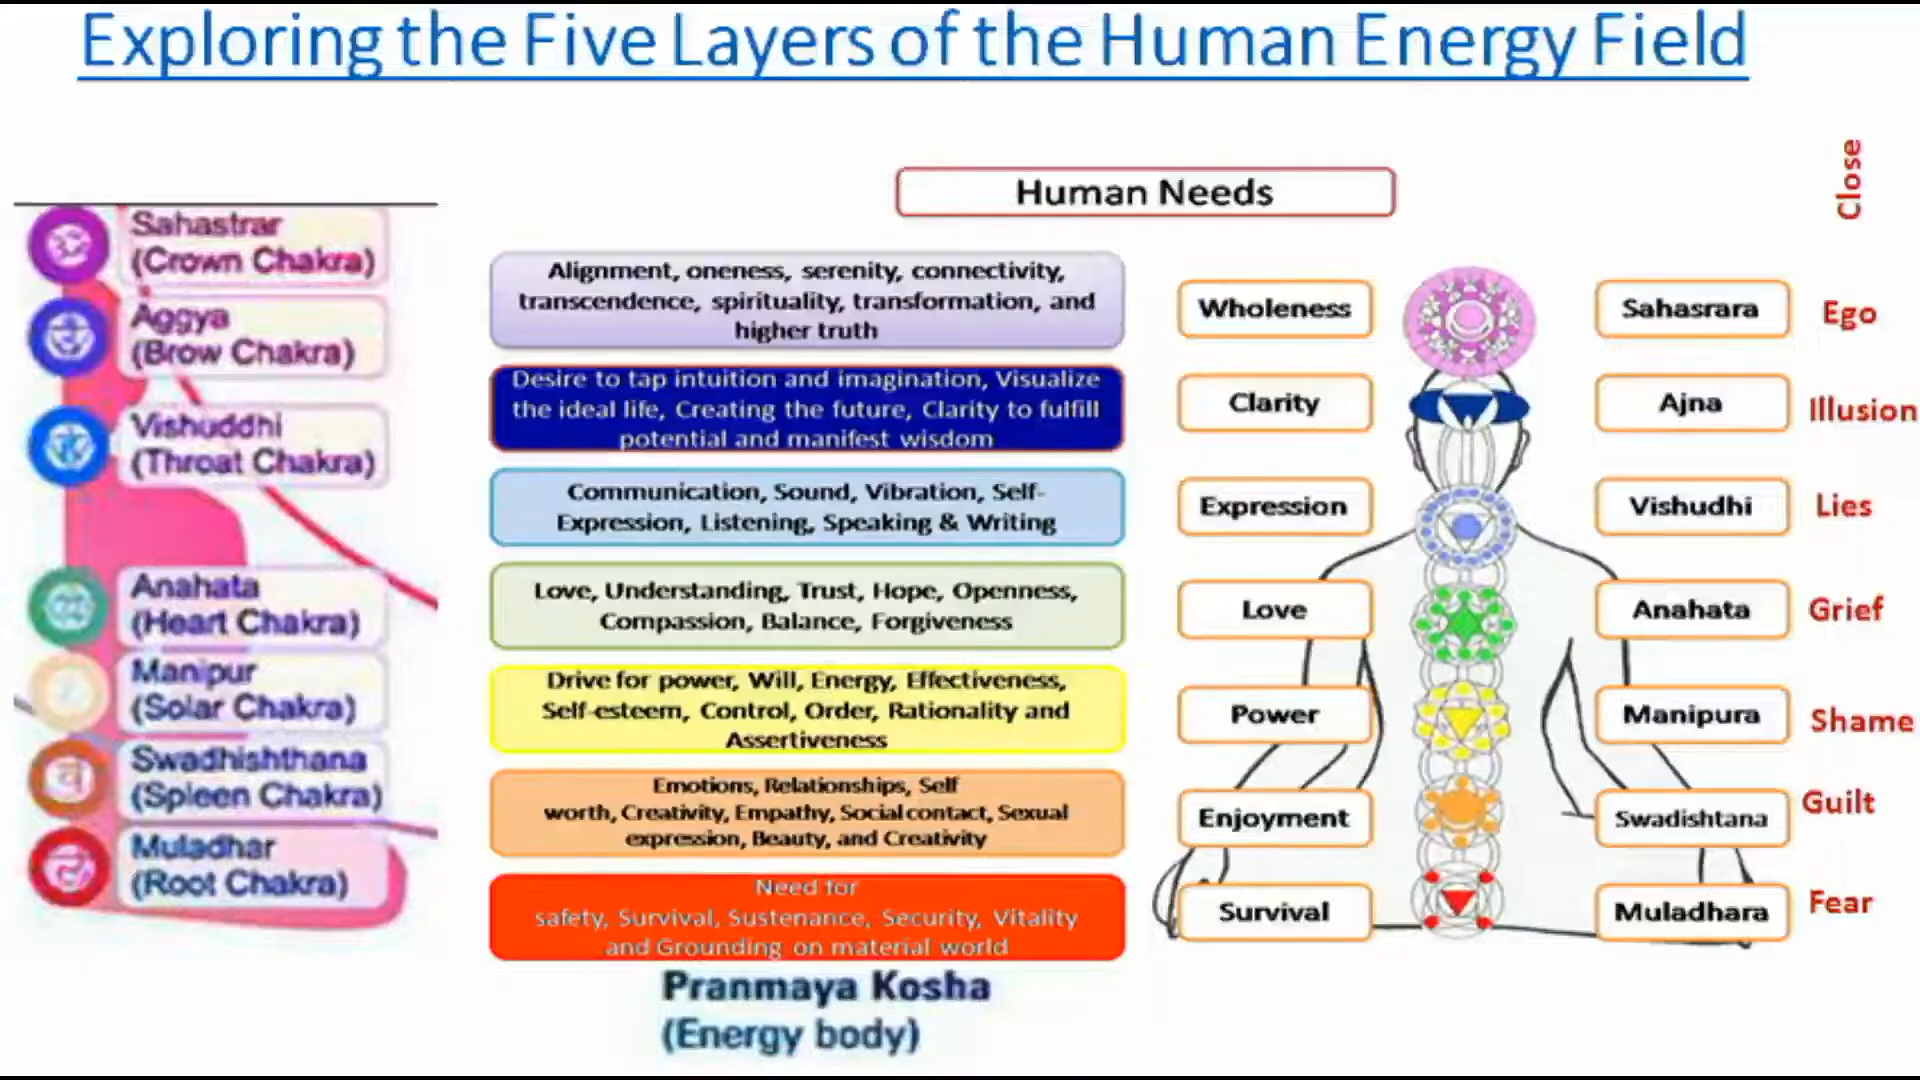 Exploring the Five Layers of the Human Energy Field
Close
Human Needs
Sahastrar
(Crown Chakra)
Aggya
(Brow Chakra)
Vishuddhi
(Throat Chakra)
Anahata
(Heart Chakra)
Manipur
(Solar Chakra)
Swadhishthana
(Spleen Chakra)
Muladhar
(Root Chakra)
Alignment, oneness, serenity, connectivity,
transcendence, spirituality, transformation, and
higher truth
Desire to tap intuition and imagination, Visualize
the ideal life, Creating the future, Clarity to fulfill
potential and manifest wisdom
Communication, Sound, Vibration, Self-
Expression, Listening, Speaking & Writing
Love, Understanding, Trust, Hope, Openness,
Compassion, Balance, Forgiveness
Drive for power, Will, Energy, Effectiveness,
Self-esteem, Control, Order, Rationality and
Assertiveness
Emotions, Relationships, Self
worth, Creativity, Empathy, Social contact, Sexual
expression, Beauty, and Creativity
Need for
safety, Survival, Sustenance, Security, Vitality
and Grounding on material world
Wholeness
Sahasrara
Ego
Clarity
Ajna
Illusion
Expression
Vishudhi
Lies
Love
Anahata
Grief
Power
Manipura
Shame
Enjoyment
Swadishtana
Guilt
Survival
Muladhara
Fear
Pranmaya Kosha
(Energy body)